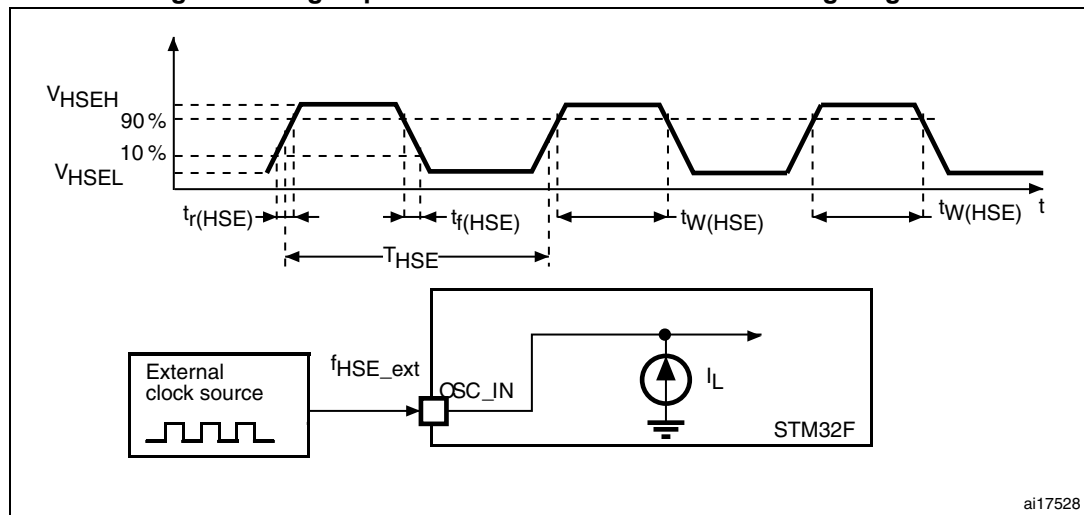 VHSEH
90 %
10 %
VHSEL
tr(HSE)
tf(HSE)
tW(HSE)
tW(HSE)
t
THSE
External
clock source
fHSE_ext
OSC_IN
IL
STM32F
ai17528